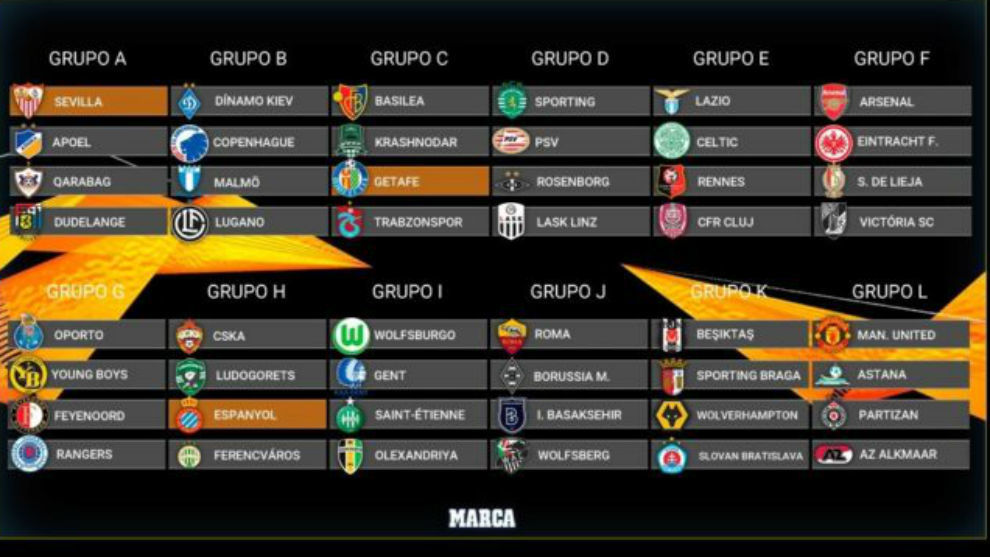 GRUPO A GRUPO B GRUPO C GRUPO D GRUPO E GRUPO F
SEVILLA DÍNAMO KIEV BASILEA SPORTING LAZIO ARSENAL
APOEL COPENHAGUE KRASHNODAR PSV CELTIC EINTRACHT F.
QARABAG MALMÖ GETAFE ROSENBORG RENNES S. DE LIEJA
DUDELANGE LUGANO TRABZONSPOR LASK LINZ CFR CLUJ VICTÓRIA SC
GRUPO G GRUPO H GRUPO I GRUPO J GRUPO K GRUPO L
OPORTO CSKA WOLFSBURGO ROMA BEŞIKTAŞ MAN. UNITED
YOUNG BOYS LUDOGORETS GENT BORUSSIA M. SPORTING BRAGA ASTANA
FEYENOORD ESPANYOL SAINT-ÉTIENNE I. BASAKSEHIR WOLVERHAMPTON PARTIZAN
RANGERS FERENCVÁROS OLEXANDRIYA WOLFSBERG SLOVAN BRATISLAVA AZ ALKMAAR
MARCA